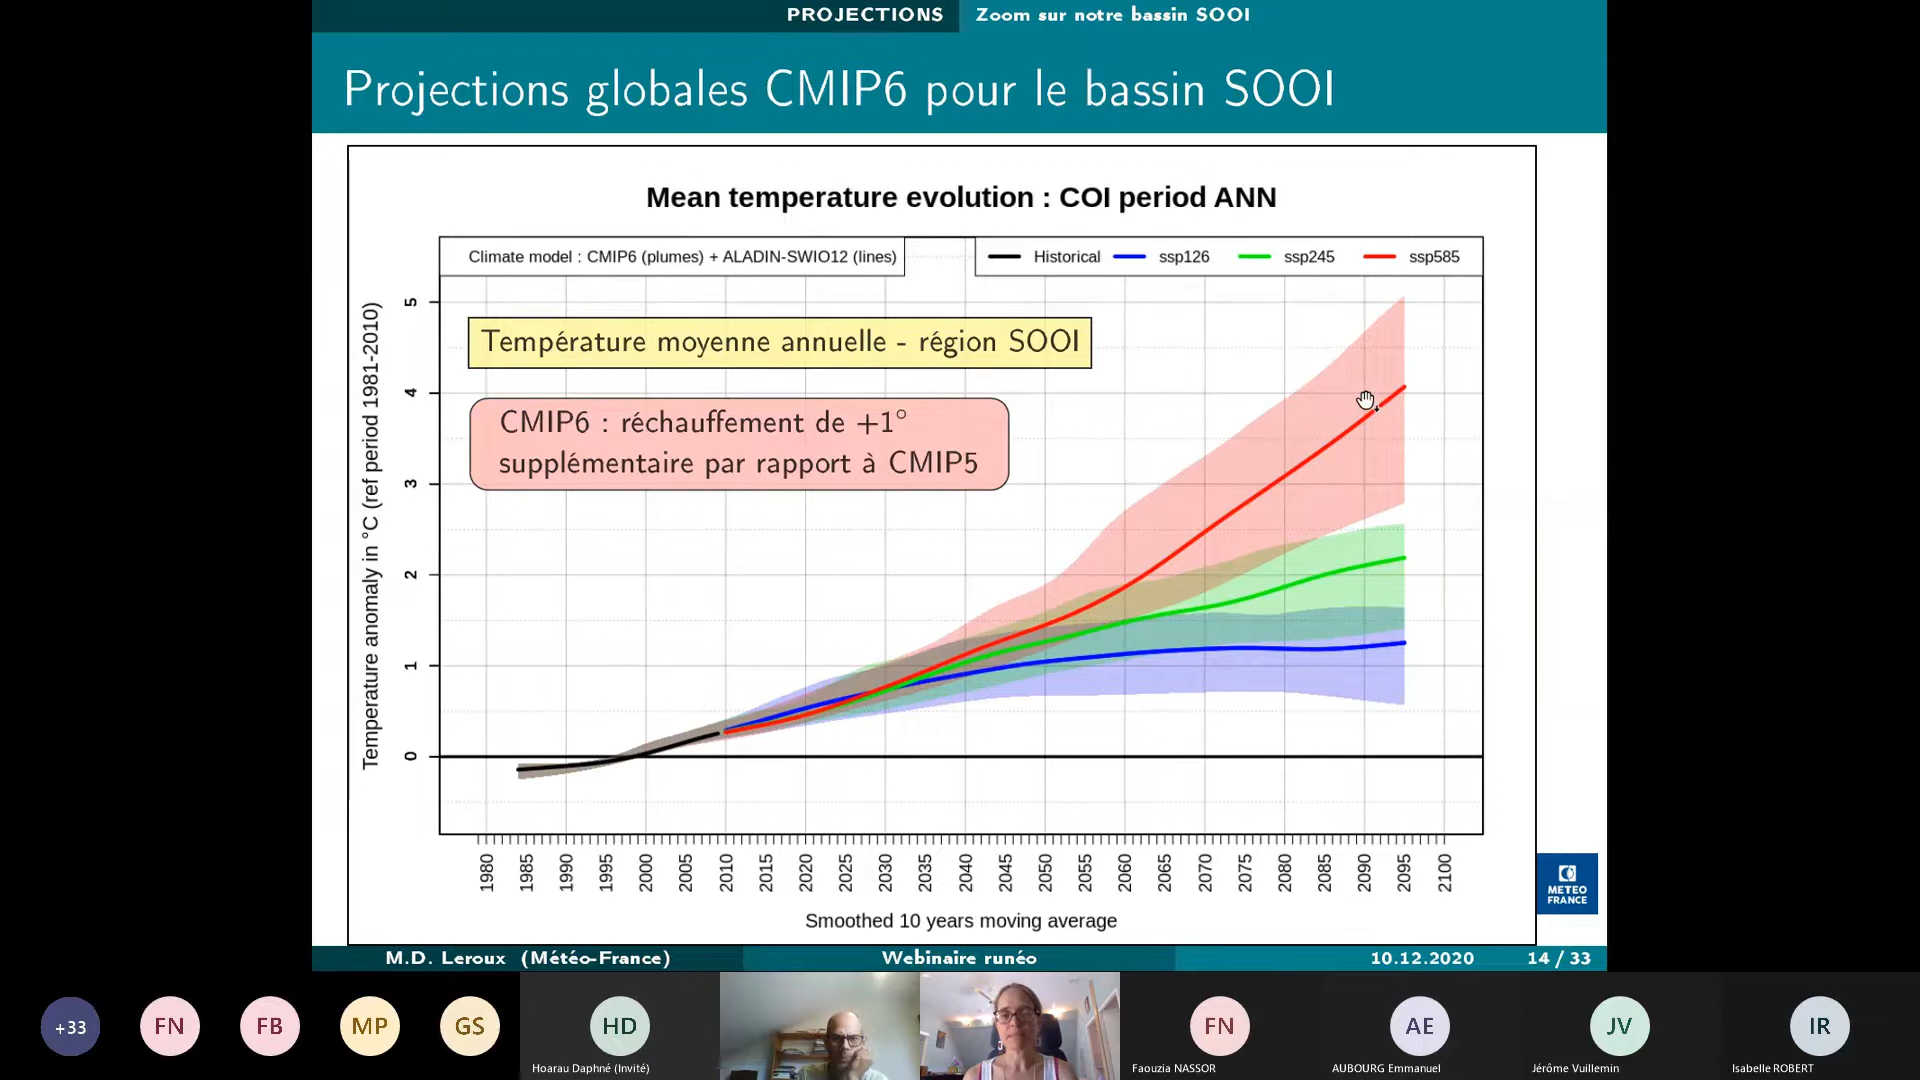 PROJECTIONS Zoom sur notre bassin SOOI
Projections globales CMIP6 pour le bassin SOOI
Mean temperature evolution : COI period ANN
Climate model : CMIP6 (plumes) + ALADIN-SWIO12 (lines)
Historical ssp126 ssp245 ssp585
Température moyenne annuelle - région SOOI
CMIP6 : réchauffement de +1°
supplémentaire par rapport à CMIP5
Temperature anomaly in °C (ref period 1981-2010)
5
4
3
2
1
0
1980 1985 1990 1995 2000 2005 2010 2015 2020 2025 2030 2035 2040 2045 2050 2055 2060 2065 2070 2075 2080 2085 2090 2095 2100
Smoothed 10 years moving average
METEO
FRANCE
M.D. Leroux (Météo-France) Webinaire runéo 10.12.2020 14 / 33
+33 FN FB MP GS HD FN AE JV IR
Hoarau Daphné (Invité) Faouzia NASSOR AUBOURG Emmanuel Jérôme Vuillemin Isabelle ROBERT